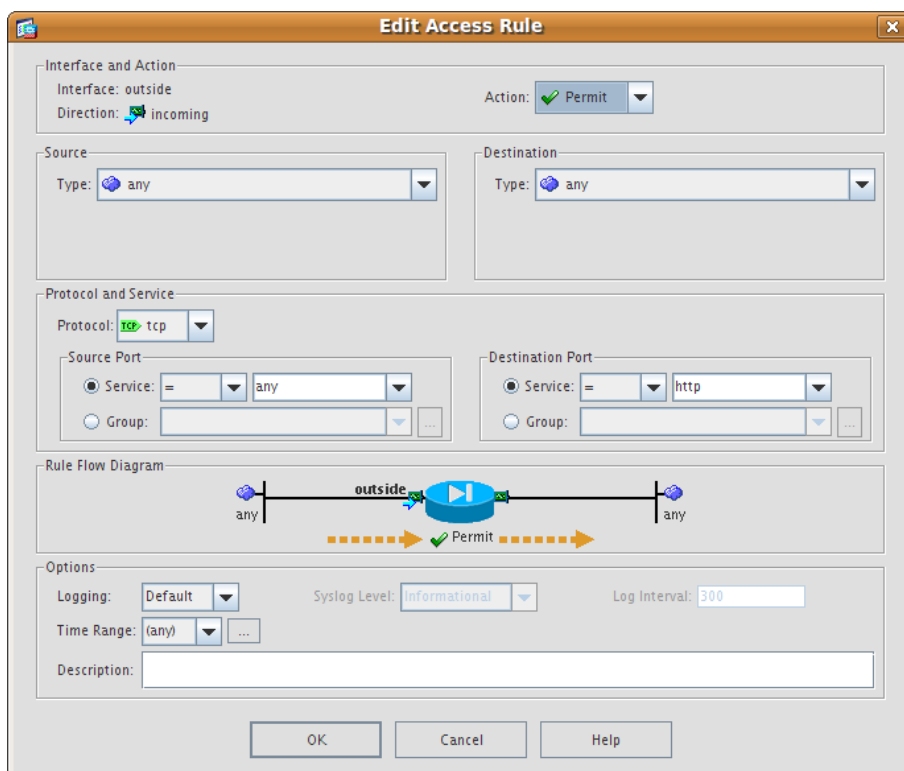 Edit Access Rule
Interface and Action
Interface: outside
Action: Permit
Direction: incoming
Source
Type: any
Destination
Type: any
Protocol and Service
Protocol: TCP tcp
Source Port
Service: = any
Group: ...
Destination Port
Service: = http
Group: ...
Rule Flow Diagram
outside
any
any
Permit
Options
Logging: Default
Syslog Level: Informational
Log Interval: 300
Time Range: (any) ...
Description:
OK
Cancel
Help